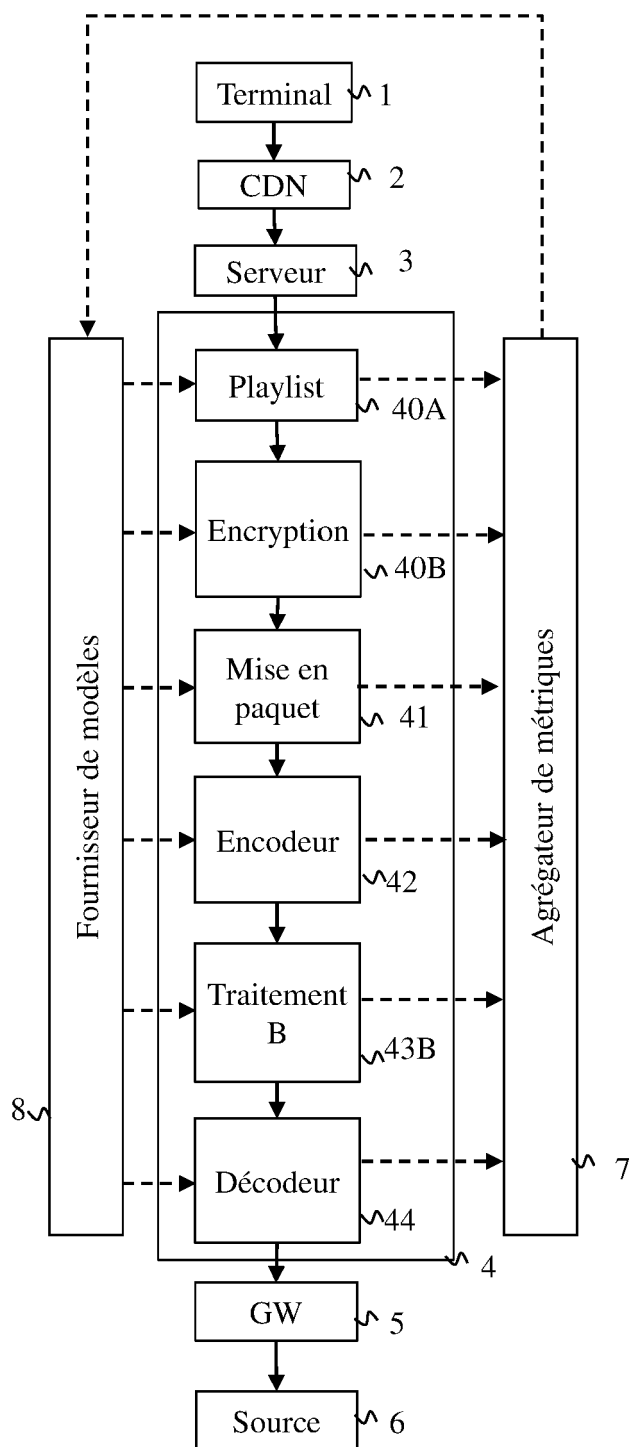 Terminal
1
CDN
2
Serveur
3
Playlist
40A
Encryption
40B
Mise en
paquet
41
Encodeur
42
Traitement
B
43B
Décodeur
44
4
GW
5
Source
6
Fournisseur de modèles
8
Agrégateur de métriques
7